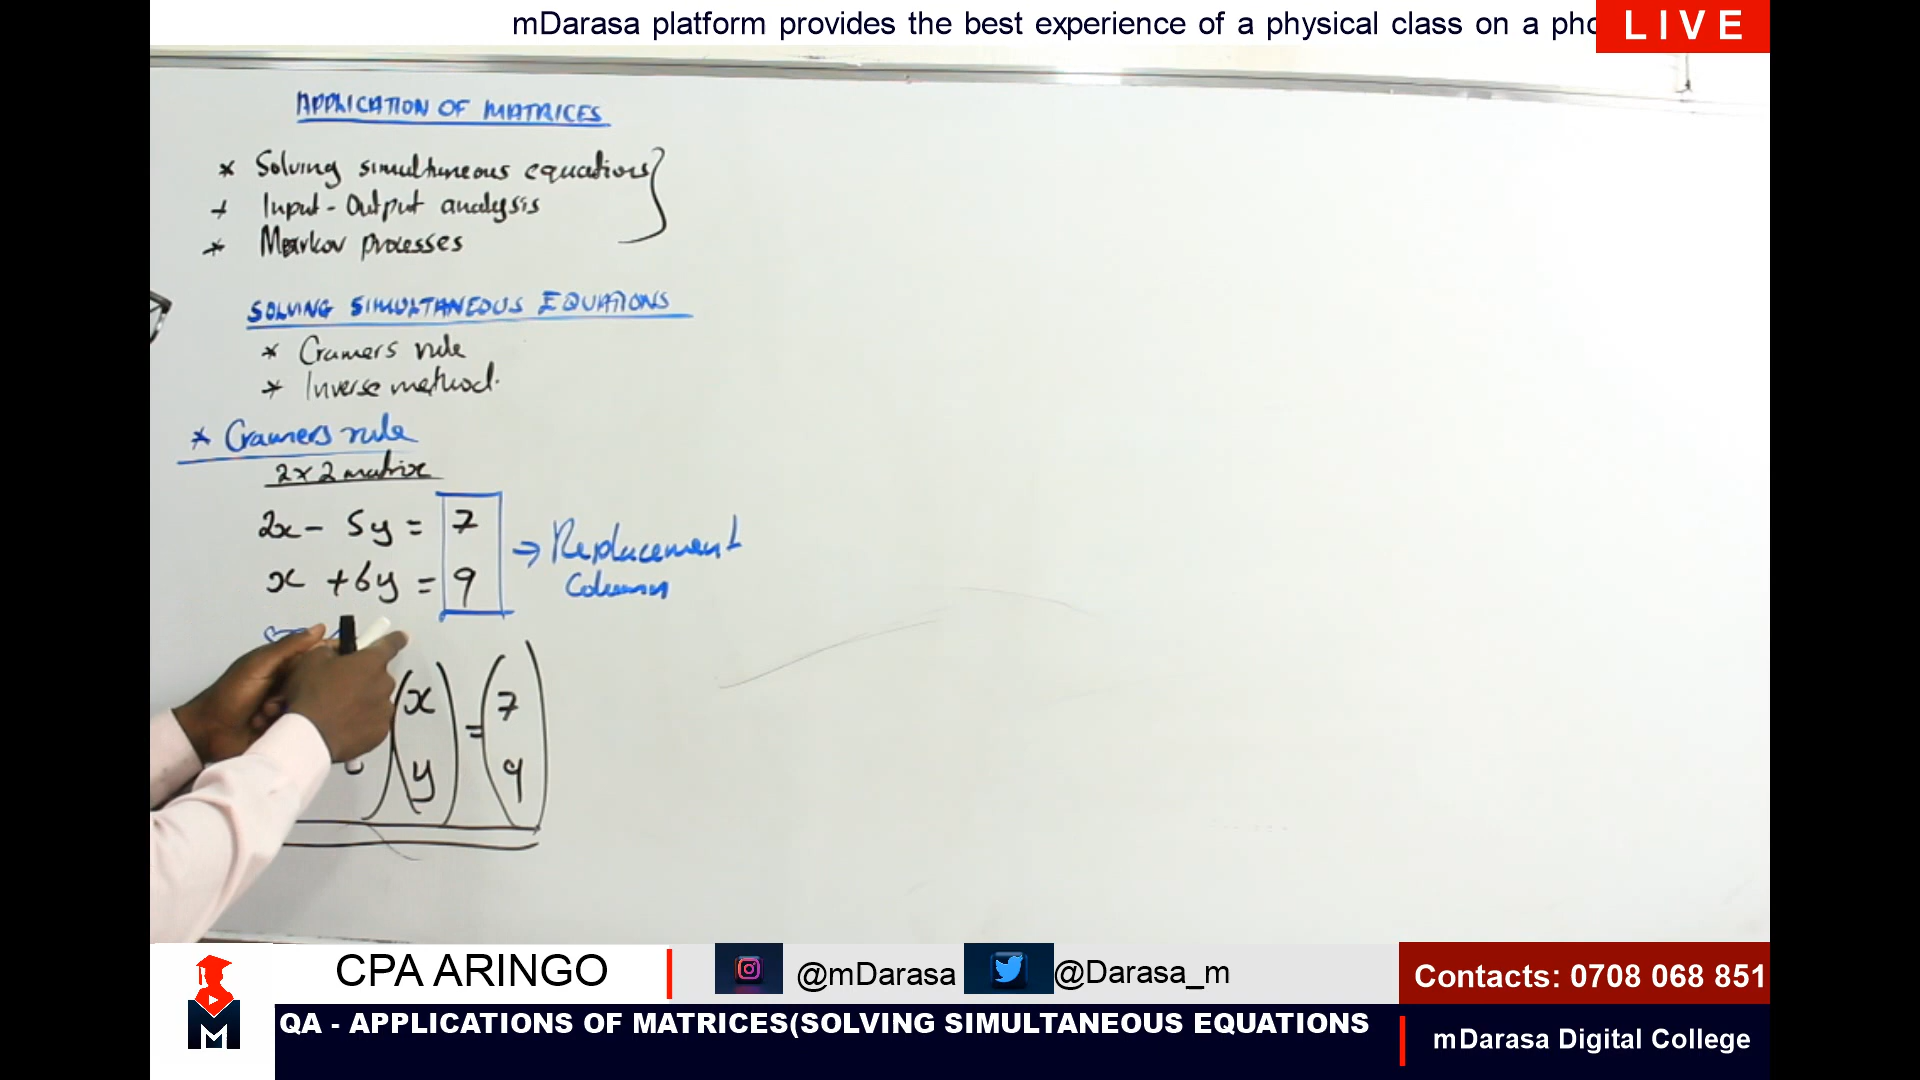 mDarasa platform provides the best experience of a physical class on a pho
LIVE
APPLICATION OF MATRICES
* Solving simultaneous equations
+ Input - Output analysis
* Markov processes
SOLVING SIMULTANEOUS EQUATIONS
* Cramers rule
* Inverse method.
* Cramers rule
2x2 matrix
2x - 5y = 7
x + 6y = 9
→ Replacement
Column
x = 7
y 9
CPA ARINGO
@mDarasa
@Darasa_m
Contacts: 0708 068 851
M
QA - APPLICATIONS OF MATRICES(SOLVING SIMULTANEOUS EQUATIONS
mDarasa Digital College